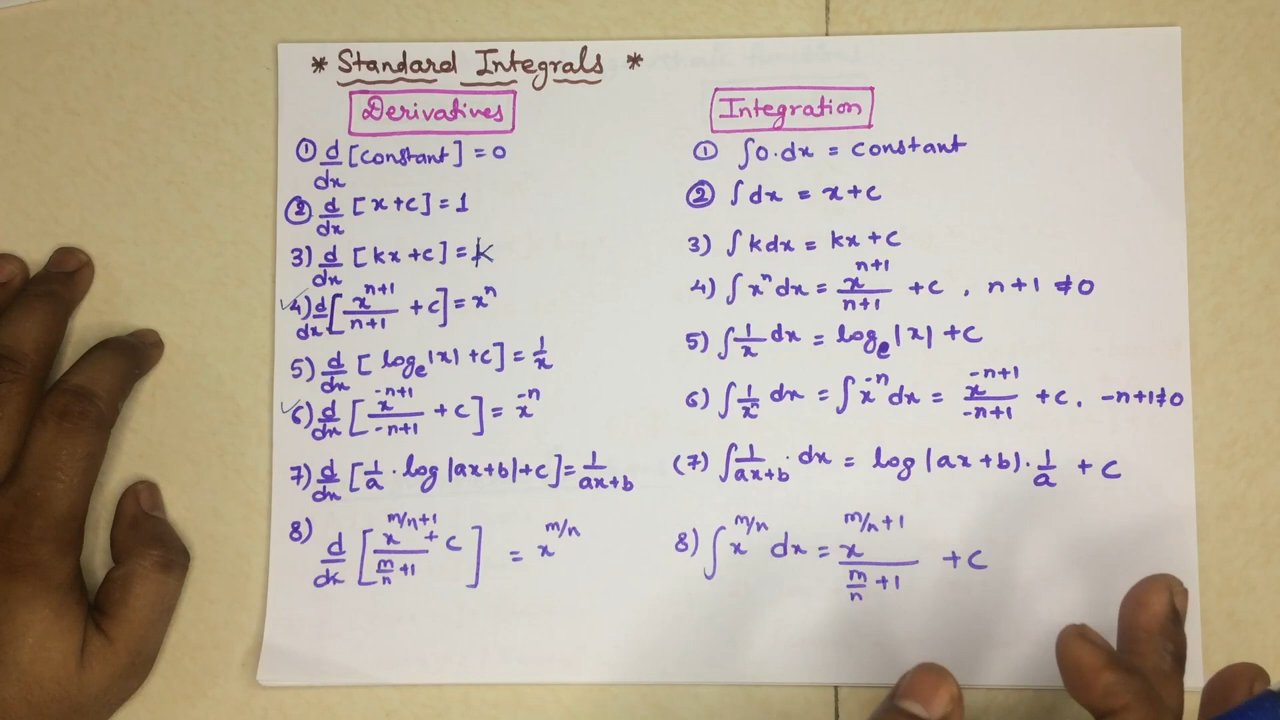 * Standard Integrals *
Derivatives
① d/dx [constant] = 0
② d/dx [x+c] = 1
3) d/dx [kx+c] = k
4) d/dx [x^(n+1)/(n+1) + c] = x^n
5) d/dx [log_e|x| + c] = 1/x
6) d/dx [x^(-n+1)/(-n+1) + c] = x^(-n)
7) d/dx [1/a · log|ax+b| + c] = 1/(ax+b)
8) d/dx [x^(m/n+1)/(m/n+1) + c] = x^(m/n)
Integration
① ∫0·dx = constant
② ∫dx = x+c
3) ∫kdx = kx+c
4) ∫x^n dx = x^(n+1)/(n+1) + c , n+1 ≠ 0
5) ∫1/x dx = log_e|x| + c
6) ∫1/x^n dx = ∫x^(-n) dx = x^(-n+1)/(-n+1) + c, -n+1≠0
(7) ∫1/(ax+b) · dx = log|ax+b)·1/a + c
8) ∫x^(m/n) dx = x^(m/n+1)/(m/n+1) + c